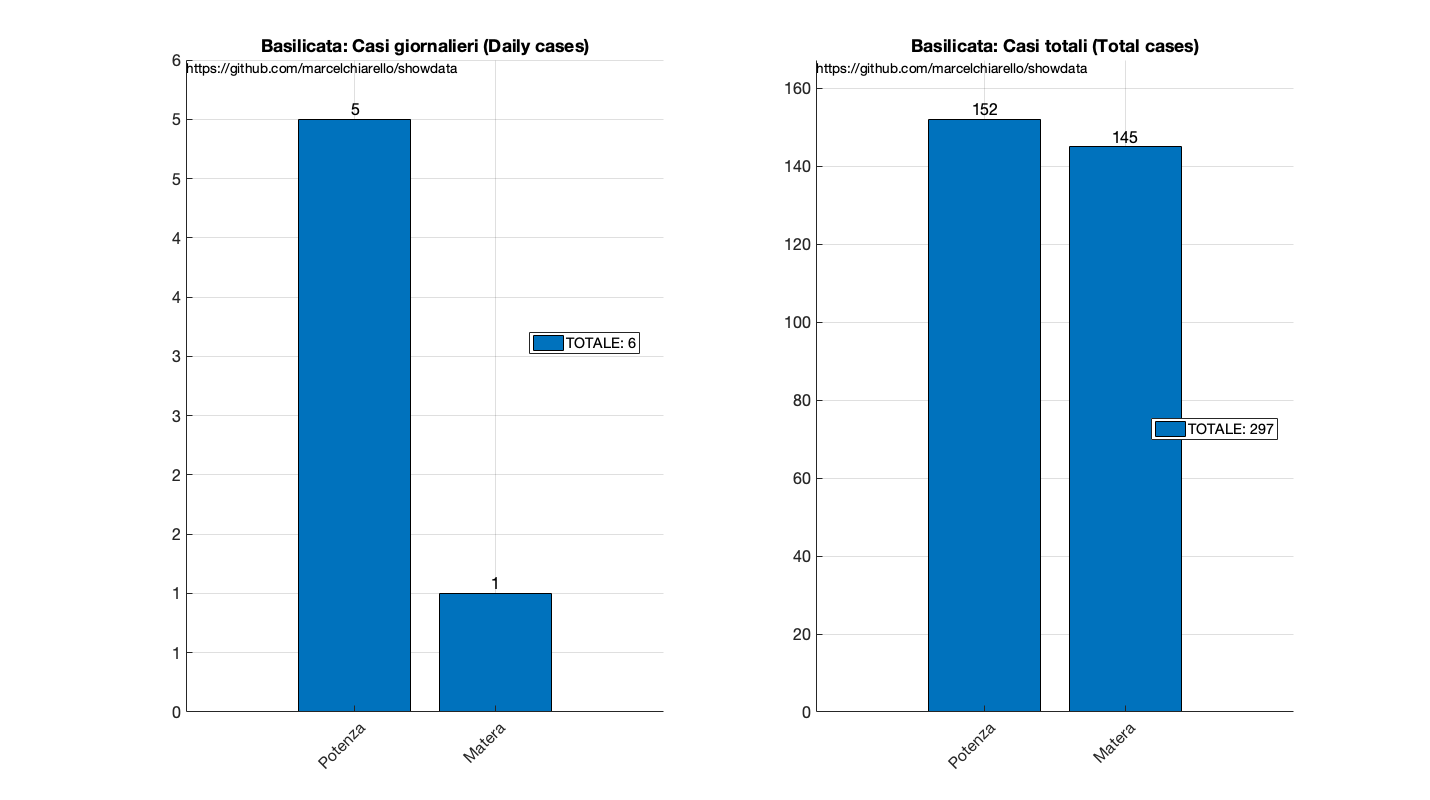 Basilicata: Casi giornalieri (Daily cases)
https://github.com/marcelchiarello/showdata
6
5
5
4
4
3
3
2
2
1
1
0
5
1
TOTALE: 6
Potenza
Matera
Basilicata: Casi totali (Total cases)
https://github.com/marcelchiarello/showdata
160
140
120
100
80
60
40
20
0
152
145
TOTALE: 297
Potenza
Matera